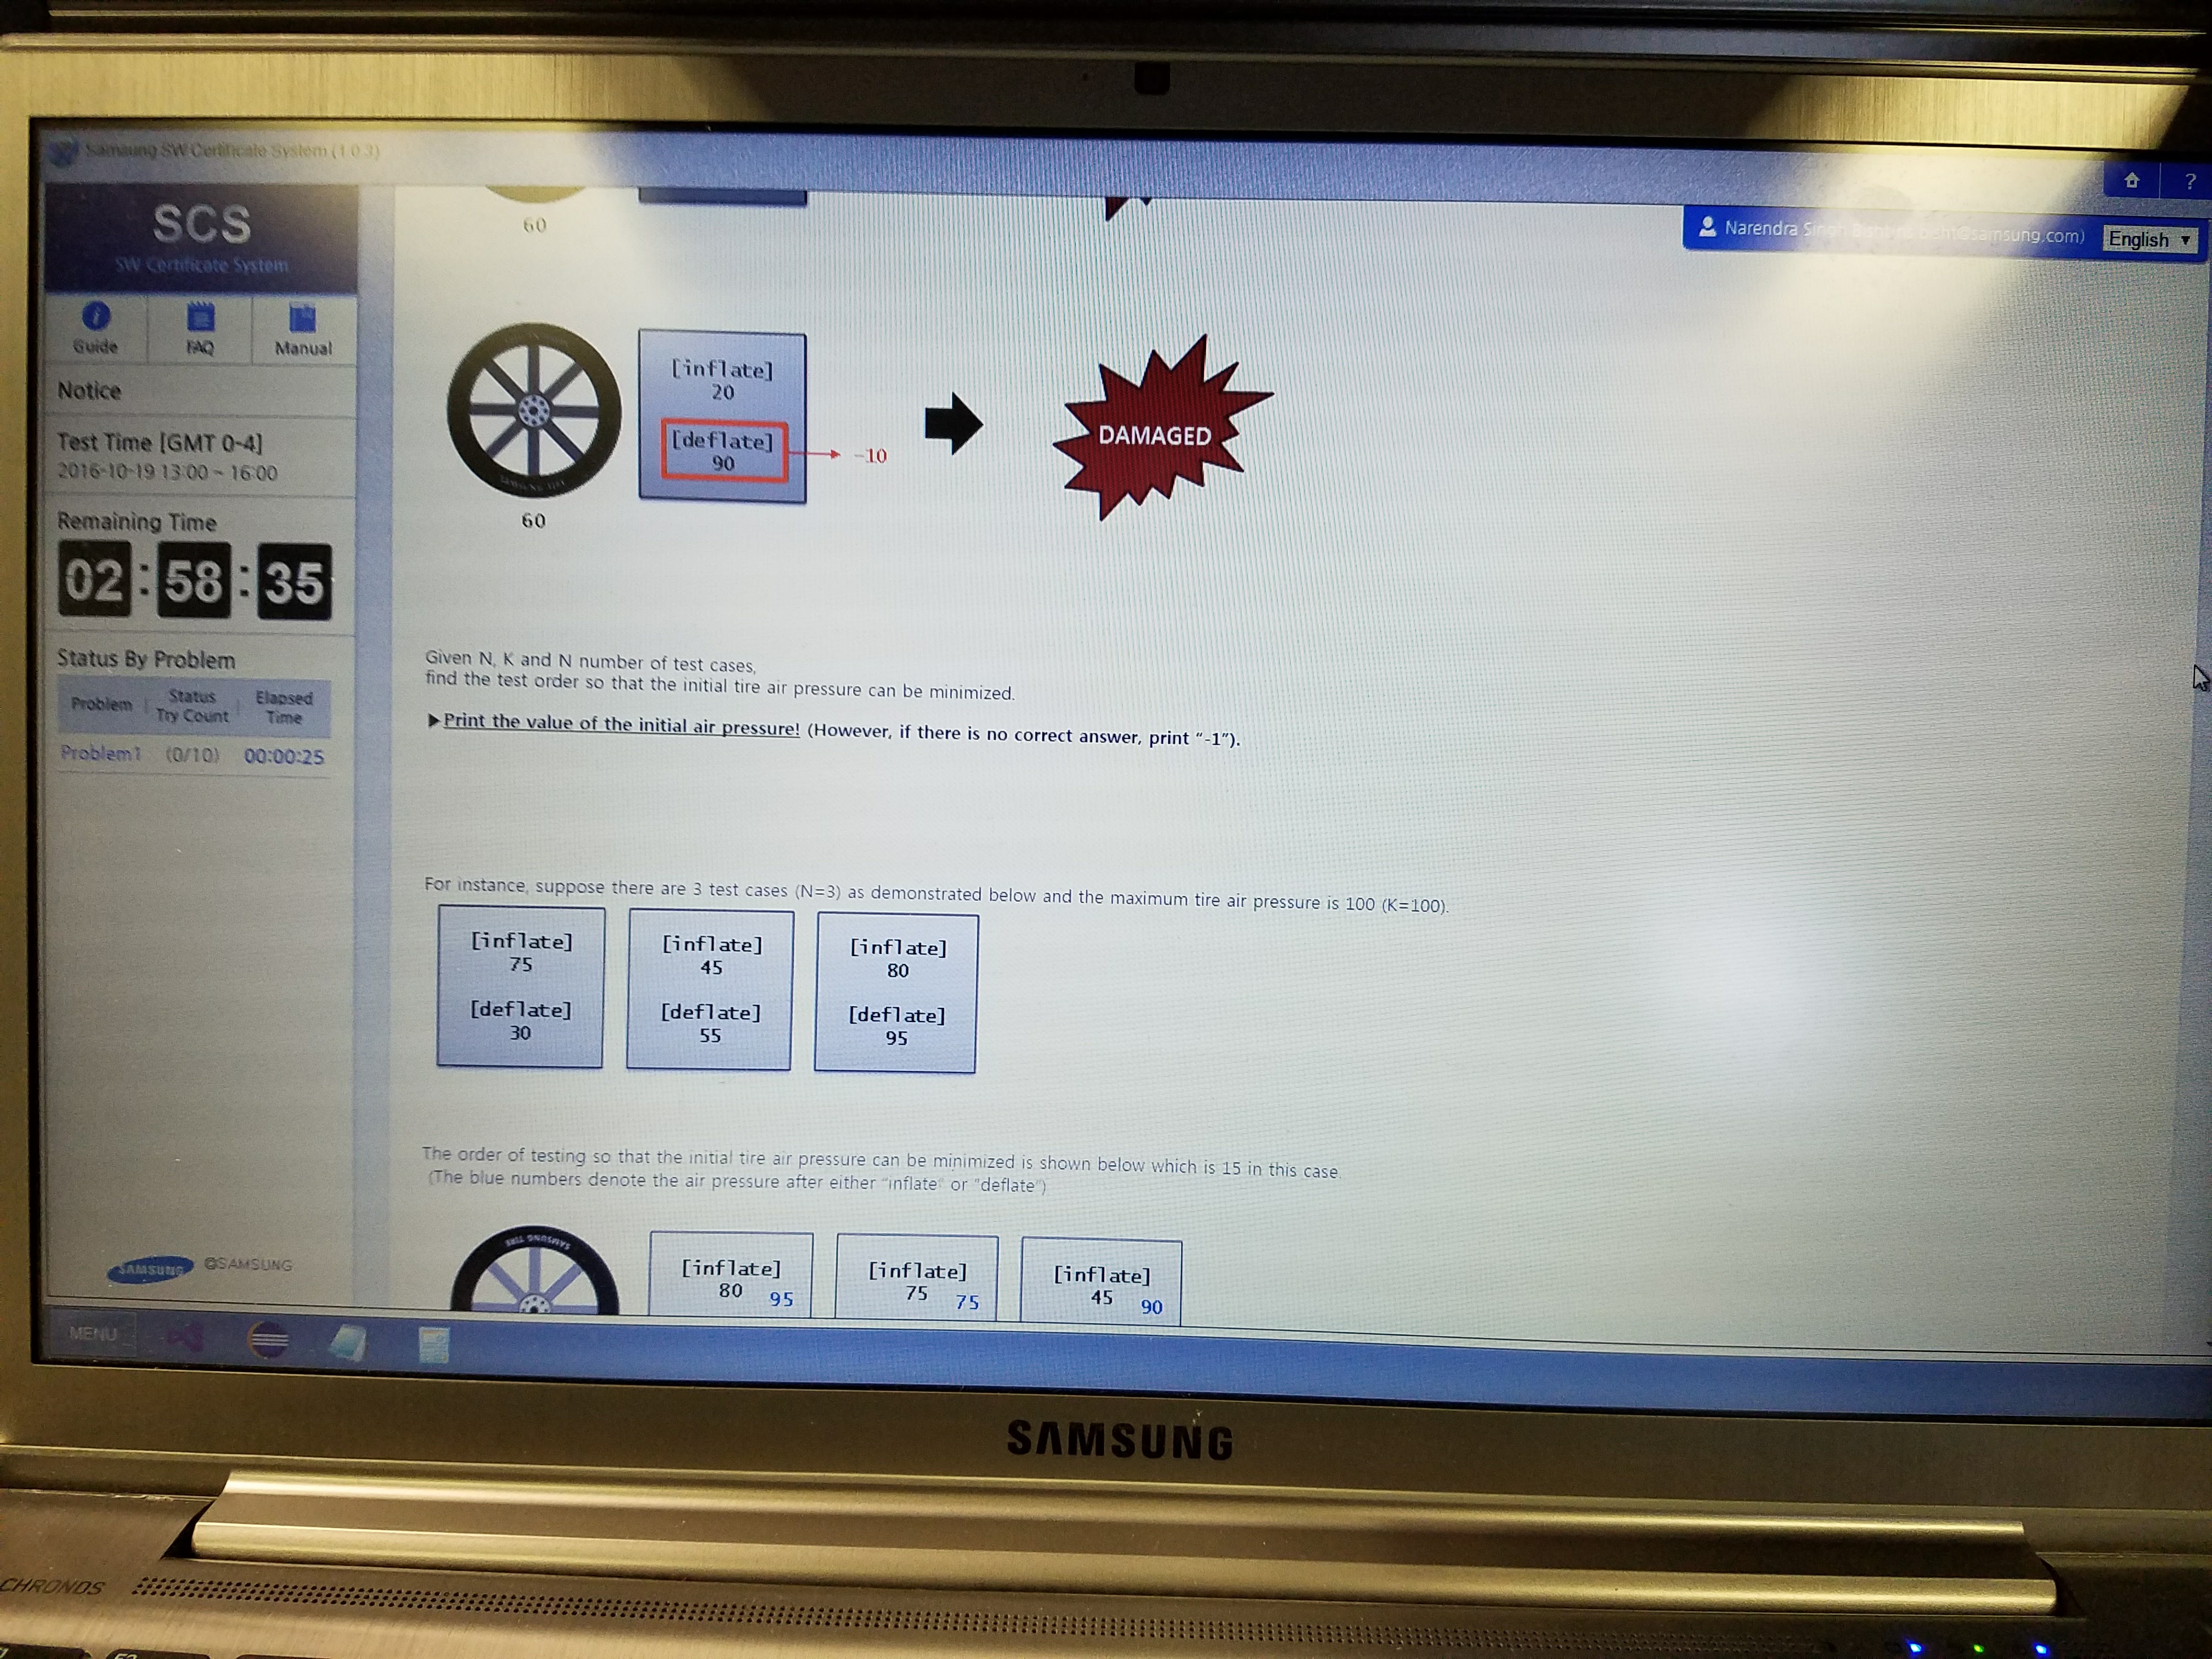 Samsung SW Certificate System (1.0.3)
SCS
SW Certificate System
Guide
FAQ
Manual
Notice
Test Time [GMT 0-4]
2016-10-19 13:00 ~ 16:00
Remaining Time
02:58:35
Status By Problem
Problem
Status
Try Count
Elapsed
Time
Problem1 (0/10) 00:00:25
SAMSUNG @SAMSUNG
?
Narendra
English ▼
60
[inflate]
20
[deflate]
90
-10
DAMAGED
60
Given N, K and N number of test cases,
find the test order so that the initial tire air pressure can be minimized.
▶Print the value of the initial air pressure! (However, if there is no correct answer, print “-1”).
For instance, suppose there are 3 test cases (N=3) as demonstrated below and the maximum tire air pressure is 100 (K=100).
[inflate]
75
[deflate]
30
[inflate]
45
[deflate]
55
[inflate]
80
[deflate]
95
The order of testing so that the initial tire air pressure can be minimized is shown below which is 15 in this case.
(The blue numbers denote the air pressure after either "inflate" or "deflate")
SAMSUNG TIRE
[inflate]
80 95
[inflate]
75 75
[inflate]
45 90
MENU
SAMSUNG
CHRONOS